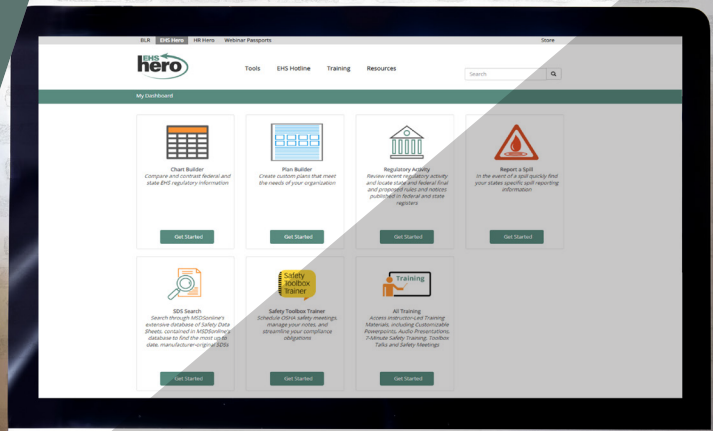 BLR EHS Hero HR Hero Webinar Passports Store
EHS
hero
Tools EHS Hotline Training Resources
Search
My Dashboard
Chart Builder
Compare and contrast federal and
state EHS regulatory information
Get Started
Plan Builder
Create custom plans that meet
the needs of your organization
Get Started
Regulatory Activity
Review recent regulatory activity
and locate state and federal final
and proposed rules and notices
published in federal and state
registers
Get Started
Report a Spill
In the event of a spill quickly find
your states specific spill reporting
information
Get Started
SDS Search
Search through MSDSonline's
extensive database of Safety Data
Sheets, contained in MSDSonline's
database to find the most up to
date, manufacturer-original SDSs
Get Started
Safety
Toolbox
Trainer
Safety Toolbox Trainer
Schedule OSHA safety meetings,
manage your notes, and
streamline your compliance
obligations
Get Started
Training
All Training
Access Instructor-Led Training
Materials, including Customizable
Powerpoints, Audio Presentations,
7-Minute Safety Training, Toolbox
Talks and Safety Meetings
Get Started